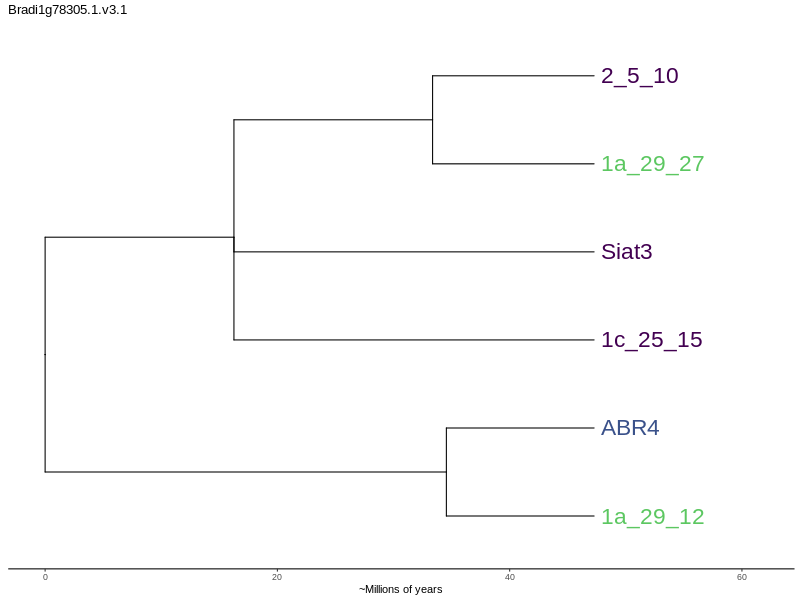 Bradi1g78305.1.v3.1
2_5_10
1a_29_27
Siat3
1c_25_15
ABR4
1a_29_12
0 20 40 60
~Millions of years